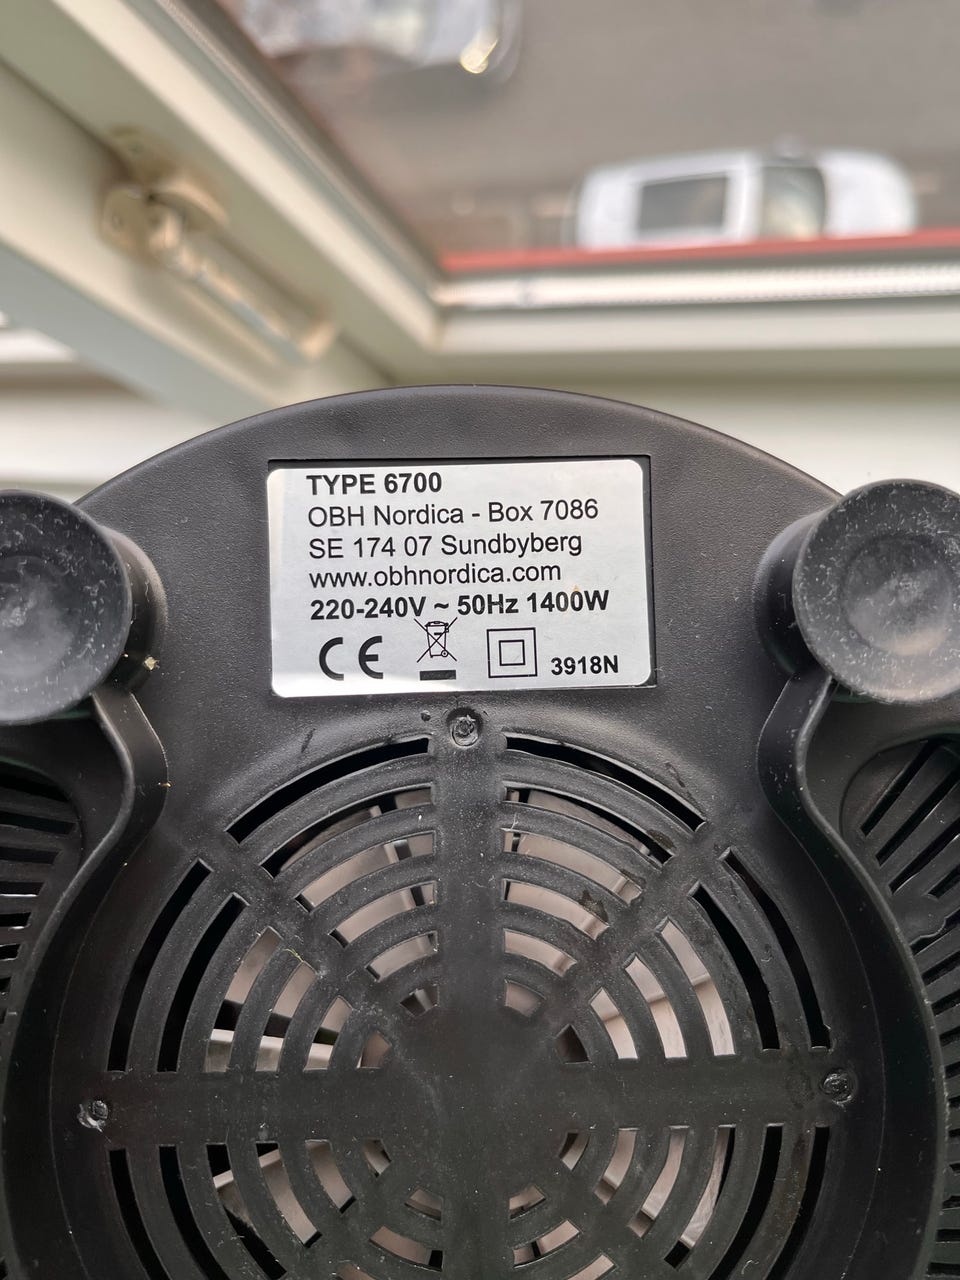 TYPE 6700
OBH Nordica - Box 7086
SE 174 07 Sundbyberg
www.obhnordica.com
220-240V ~ 50Hz 1400W
CE 3918N